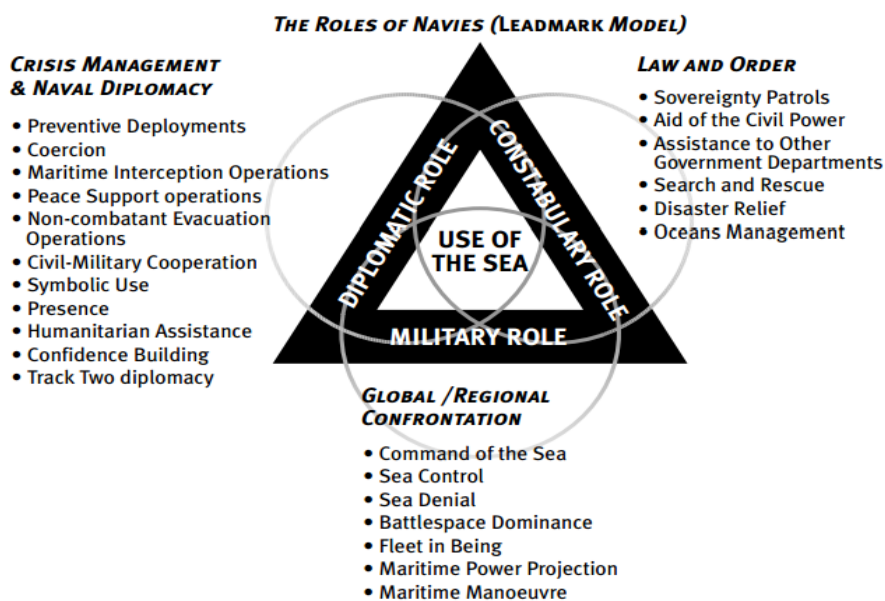 THE ROLES OF NAVIES (LEADMARK MODEL)
CRISIS MANAGEMENT
& NAVAL DIPLOMACY
• Preventive Deployments
• Coercion
• Maritime Interception Operations
• Peace Support operations
• Non-combatant Evacuation
Operations
• Civil-Military Cooperation
• Symbolic Use
• Presence
• Humanitarian Assistance
• Confidence Building
• Track Two diplomacy
DIPLOMATIC ROLE
CONSTABULARY ROLE
USE OF
THE SEA
MILITARY ROLE
LAW AND ORDER
• Sovereignty Patrols
• Aid of the Civil Power
• Assistance to Other
Government Departments
• Search and Rescue
• Disaster Relief
• Oceans Management
GLOBAL /REGIONAL
CONFRONTATION
• Command of the Sea
• Sea Control
• Sea Denial
• Battlespace Dominance
• Fleet in Being
• Maritime Power Projection
• Maritime Manoeuvre